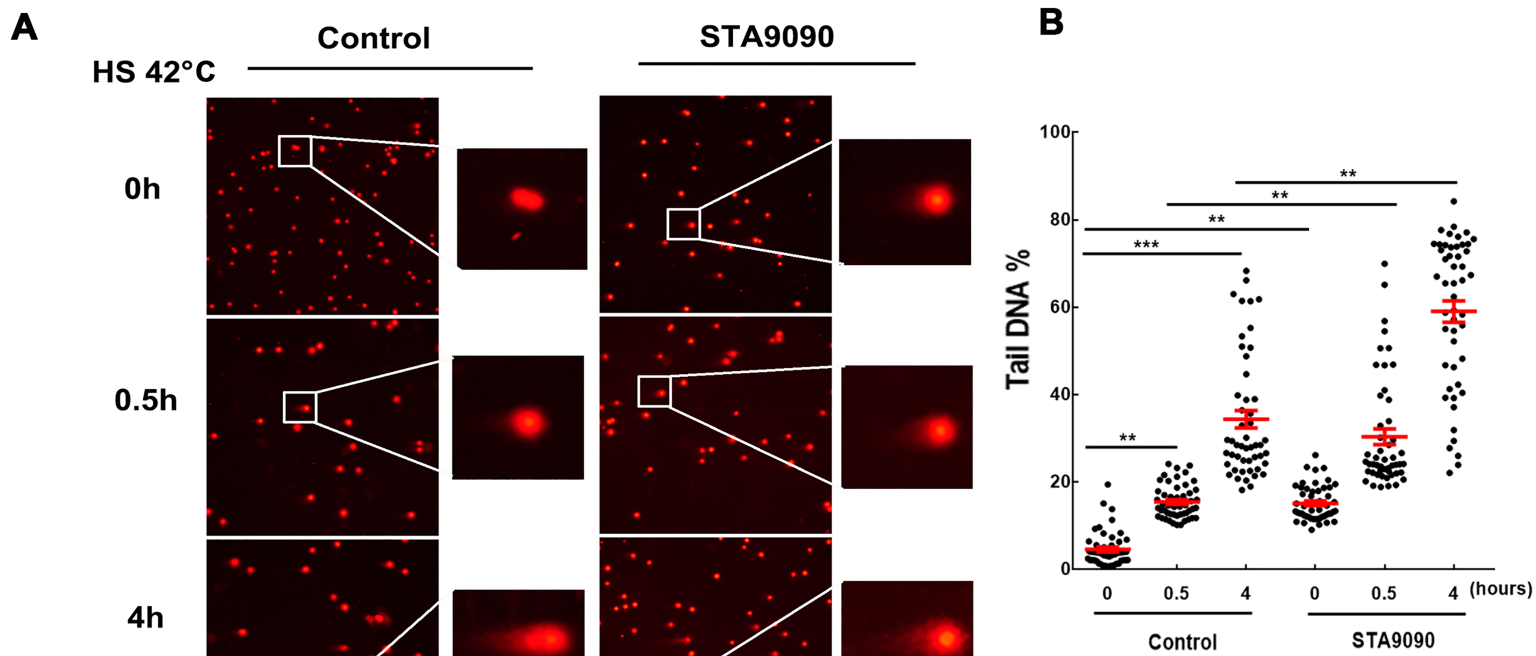 A
Control
STA9090
HS 42°C
0h
0.5h
4h
B
Tail DNA %
100
80
60
40
20
0
**
***
**
**
**
0 0.5 4 0 0.5 4 (hours)
Control STA9090